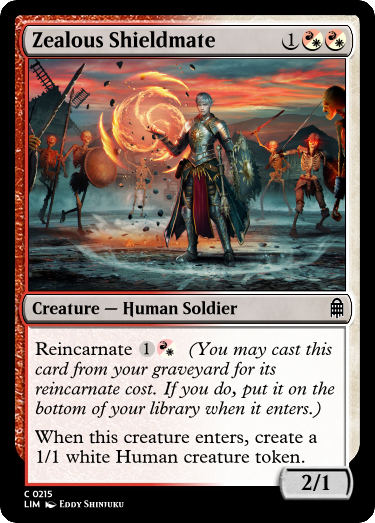 Zealous Shieldmate 1
Creature — Human Soldier
Reincarnate 1 (You may cast this
card from your graveyard for its
reincarnate cost. If you do, put it on the
bottom of your library when it enters.)
When this creature enters, create a
1/1 white Human creature token.
2/1
C 0215
LIM Eddy Shinjuku